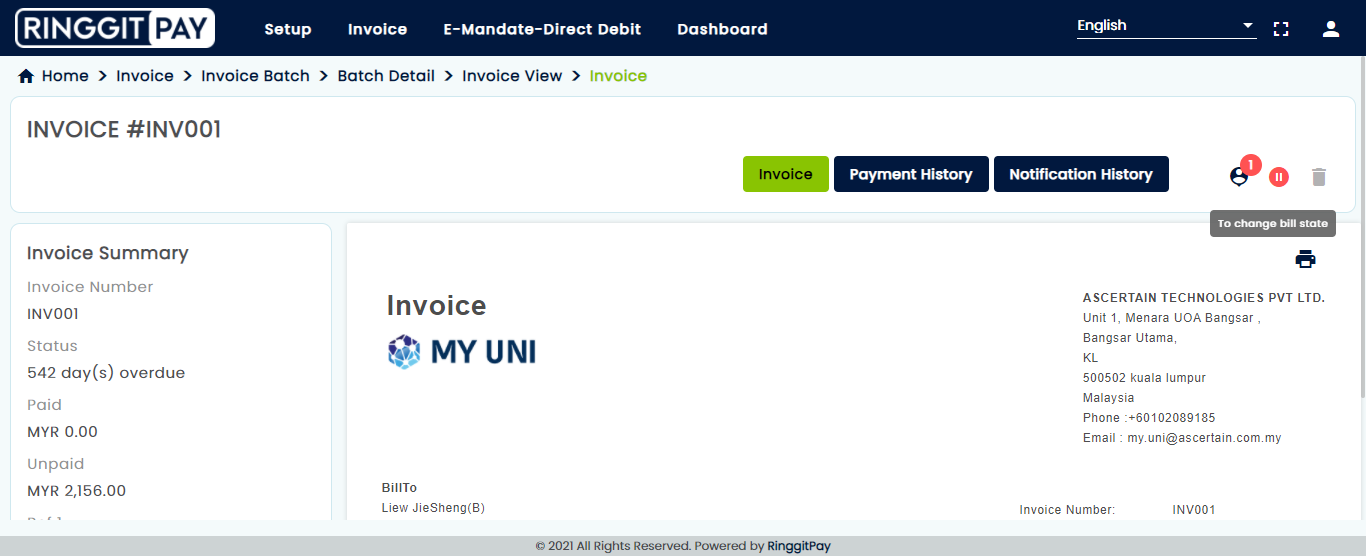 RINGGIT PAY
Setup
Invoice
E-Mandate-Direct Debit
Dashboard
English
Home > Invoice > Invoice Batch > Batch Detail > Invoice View > Invoice
INVOICE #INV001
Invoice
Payment History
Notification History
1
To change bill state
Invoice Summary
Invoice Number
INV001
Status
542 day(s) overdue
Paid
MYR 0.00
Unpaid
MYR 2,156.00
Invoice
MY UNI
ASCERTAIN TECHNOLOGIES PVT LTD.
Unit 1, Menara UOA Bangsar ,
Bangsar Utama,
KL
500502 kuala lumpur
Malaysia
Phone :+60102089185
Email : my.uni@ascertain.com.my
BillTo
Liew JieSheng(B)
Invoice Number: INV001
© 2021 All Rights Reserved. Powered by RinggitPay